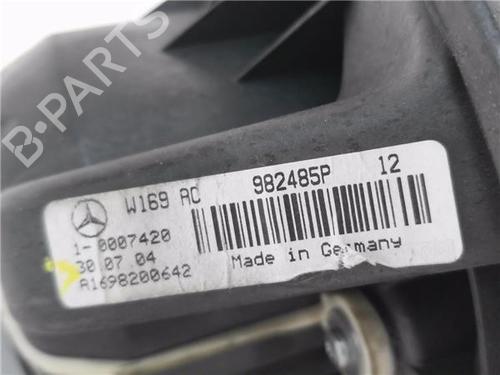 B-PARTS
W169 AC 982485P 12
1-0007420
30 07 04
A1698200642
Made in Germany